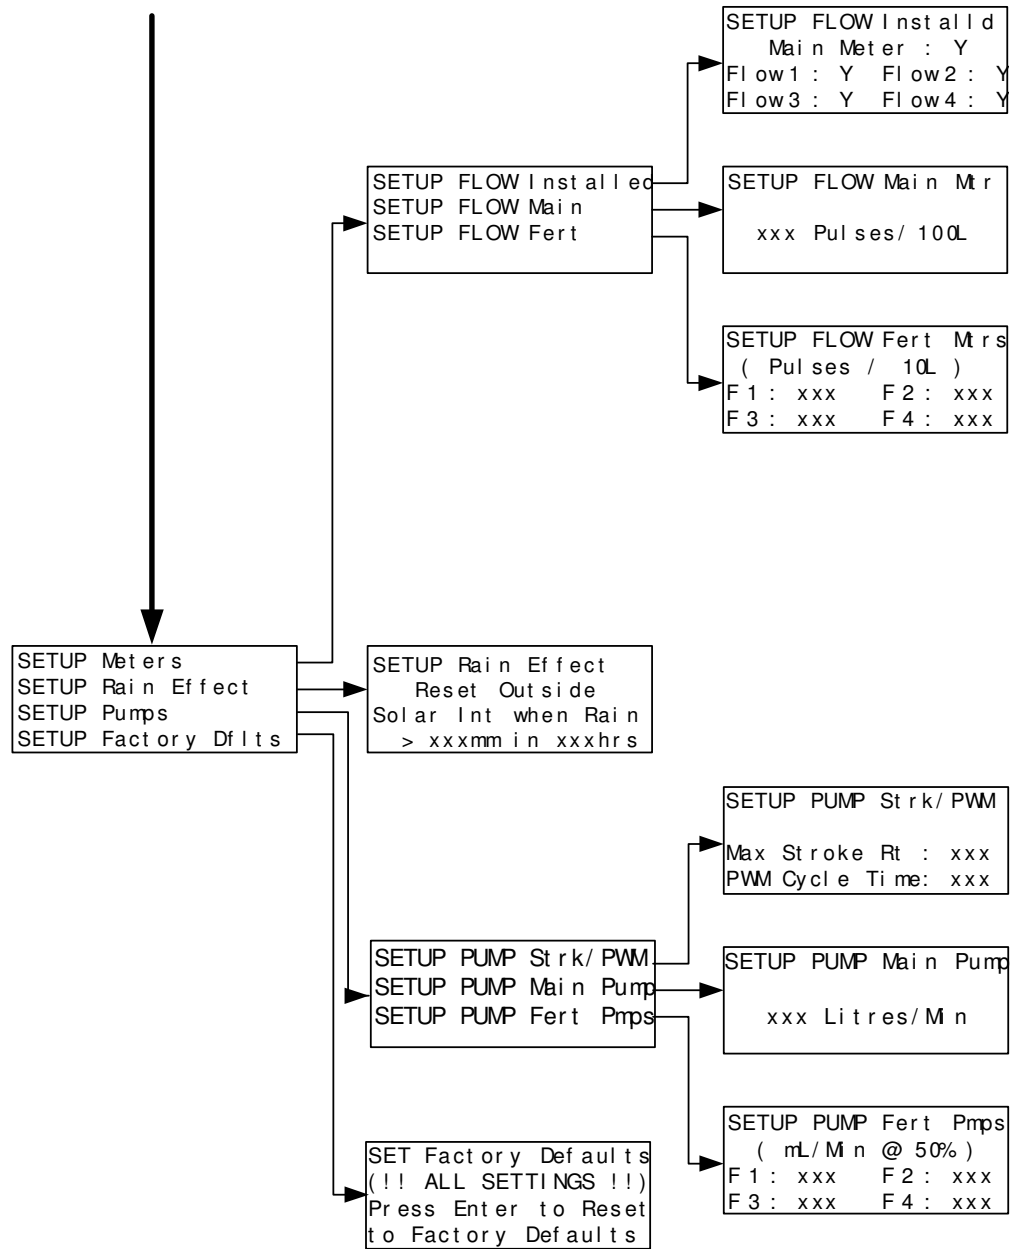 SETUP FLOW Installd
Main Meter : Y
Flow1: Y Flow2: Y
Flow3: Y Flow4: Y
SETUP FLOW Installed
SETUP FLOW Main
SETUP FLOW Fert
SETUP FLOW Main Mtr
xxx Pulses/100L
SETUP FLOW Fert Mtrs
( Pulses / 10L )
F1: xxx F2: xxx
F3: xxx F4: xxx
SETUP Meters
SETUP Rain Effect
SETUP Pumps
SETUP Factory Dflts
SETUP Rain Effect
Reset Outside
Solar Int when Rain
> xxxmm in xxxhrs
SETUP PUMP Strk/PWM
Max Stroke Rt : xxx
PWM Cycle Time: xxx
SETUP PUMP Strk/PWM
SETUP PUMP Main Pump
SETUP PUMP Fert Pmps
SETUP PUMP Main Pump
xxx Litres/Min
SETUP PUMP Fert Pmps
( mL/Min @ 50% )
F1: xxx F2: xxx
F3: xxx F4: xxx
SET Factory Defaults
(!! ALL SETTINGS !!)
Press Enter to Reset
to Factory Defaults